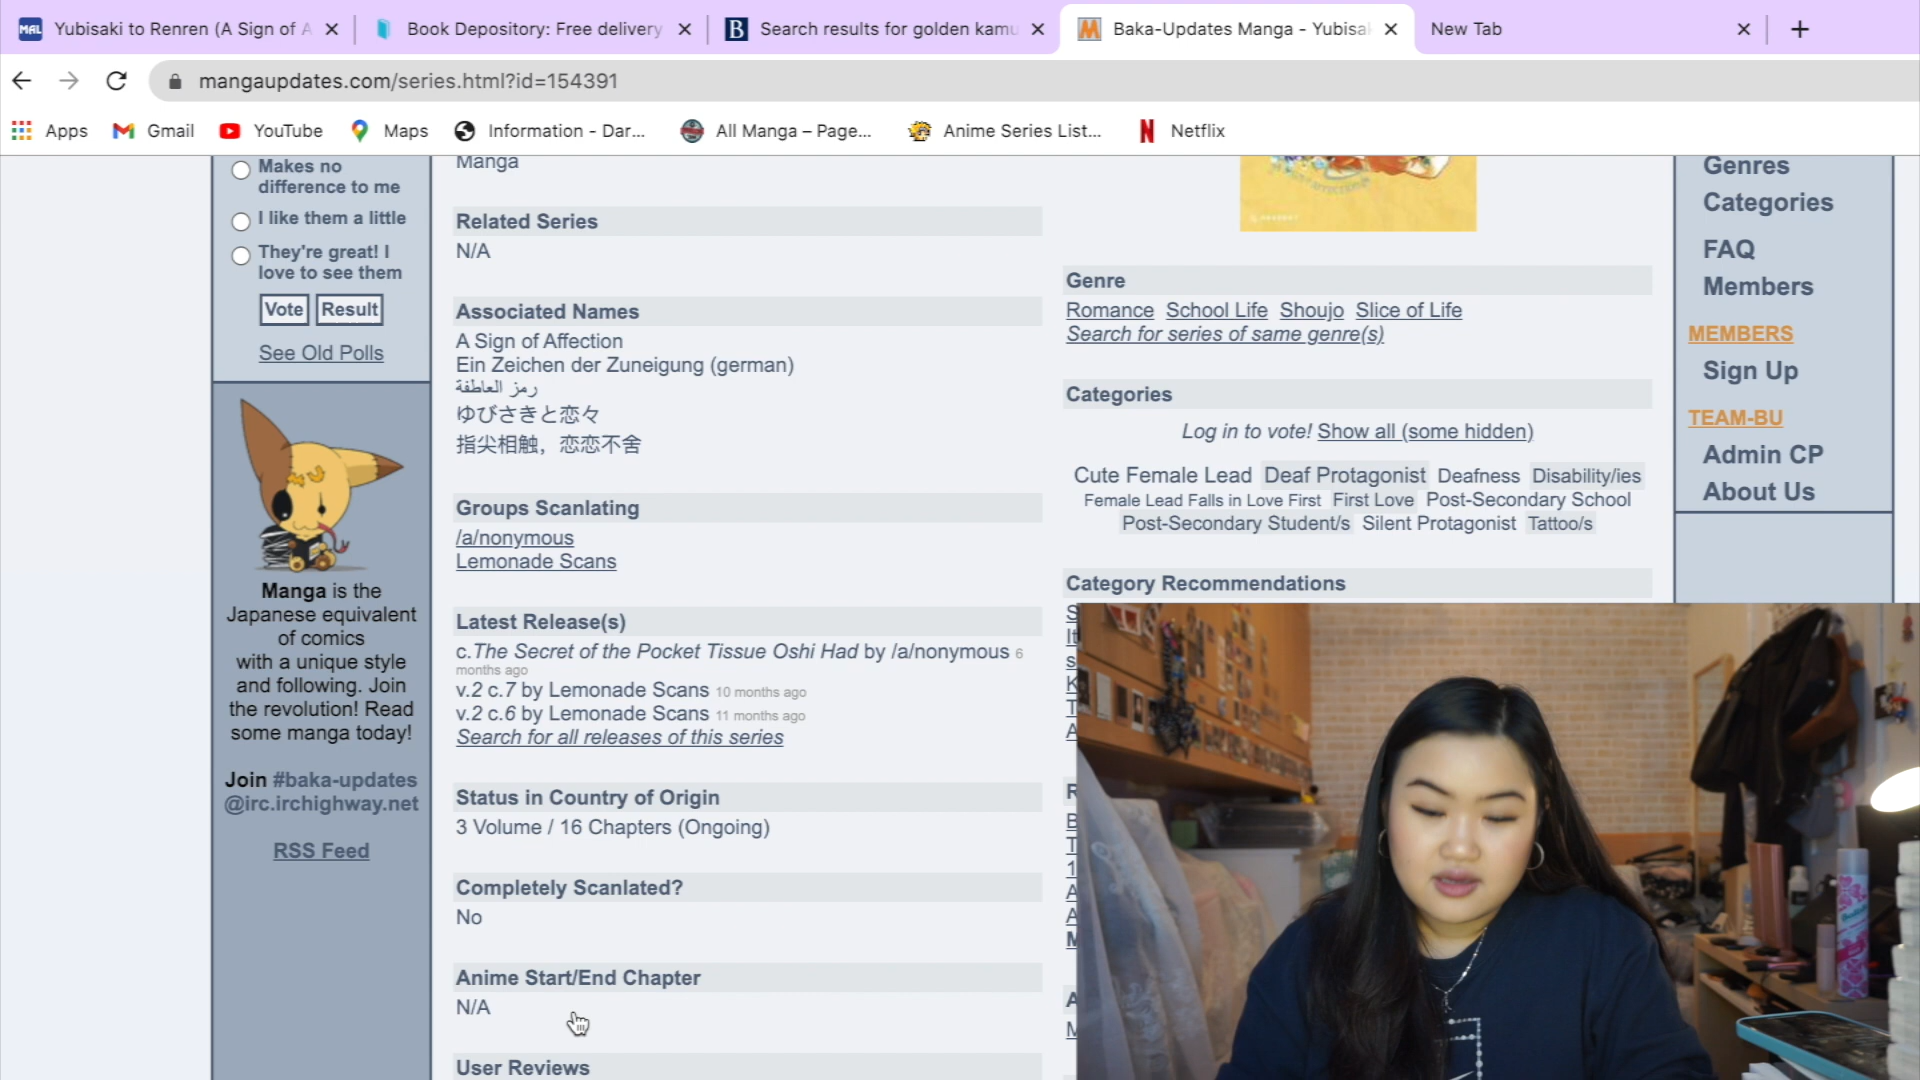 Yubisaki to Renren (A Sign of A
Book Depository: Free delivery
Search results for golden kamu
Baka-Updates Manga - Yubisa
New Tab
mangaupdates.com/series.html?id=154391
Apps
Gmail
YouTube
Maps
Information - Dar...
All Manga – Page...
Anime Series List...
Netflix
Makes no
difference to me
I like them a little
They're great! I
love to see them
Vote
Result
See Old Polls
Manga is the
Japanese equivalent
of comics
with a unique style
and following. Join
the revolution! Read
some manga today!
Join #baka-updates
@irc.irchighway.net
RSS Feed
Manga
Related Series
N/A
Associated Names
A Sign of Affection
Ein Zeichen der Zuneigung (german)
رمز العاطفة
ゆびさきと恋々
指尖相触，恋恋不舍
Groups Scanlating
/a/nonymous
Lemonade Scans
Latest Release(s)
c.The Secret of the Pocket Tissue Oshi Had by /a/nonymous 6
months ago
v.2 c.7 by Lemonade Scans 10 months ago
v.2 c.6 by Lemonade Scans 11 months ago
Search for all releases of this series
Status in Country of Origin
3 Volume / 16 Chapters (Ongoing)
Completely Scanlated?
No
Anime Start/End Chapter
N/A
User Reviews
Genre
Romance School Life Shoujo Slice of Life
Search for series of same genre(s)
Categories
Log in to vote! Show all (some hidden)
Cute Female Lead Deaf Protagonist Deafness Disability/ies
Female Lead Falls in Love First First Love Post-Secondary School
Post-Secondary Student/s Silent Protagonist Tattoo/s
Category Recommendations
Genres
Categories
FAQ
Members
MEMBERS
Sign Up
TEAM-BU
Admin CP
About Us